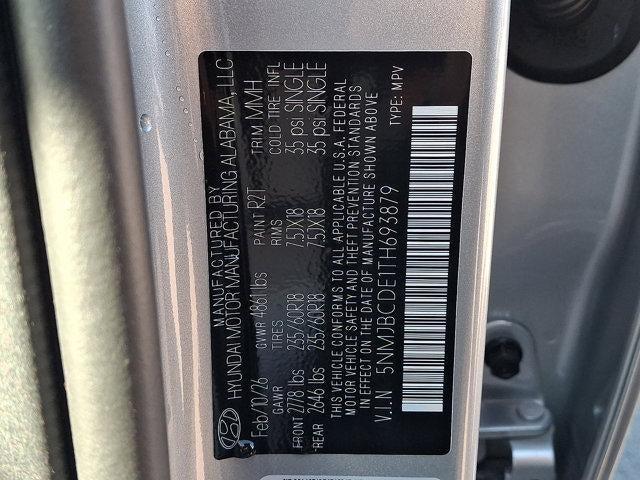 MANUFACTURED BY
HYUNDAI MOTOR MANUFACTURING ALABAMA, LLC
Feb/10/26 GVWR 4861 lbs PAINT R2T TRIM MMH
GAWR TIRES RIMS COLD TIRE INFL
FRONT 2778 lbs 235/60R18 7.5JX18 35 psi SINGLE
REAR 2646 lbs 235/60R18 7.5JX18 35 psi SINGLE
THIS VEHICLE CONFORMS TO ALL APPLICABLE U.S.A. FEDERAL
MOTOR VEHICLE SAFETY AND THEFT PREVENTION STANDARDS
IN EFFECT ON THE DATE OF MANUFACTURE SHOWN ABOVE
V.I.N 5NMJBCDE1TH693879 TYPE: MPV